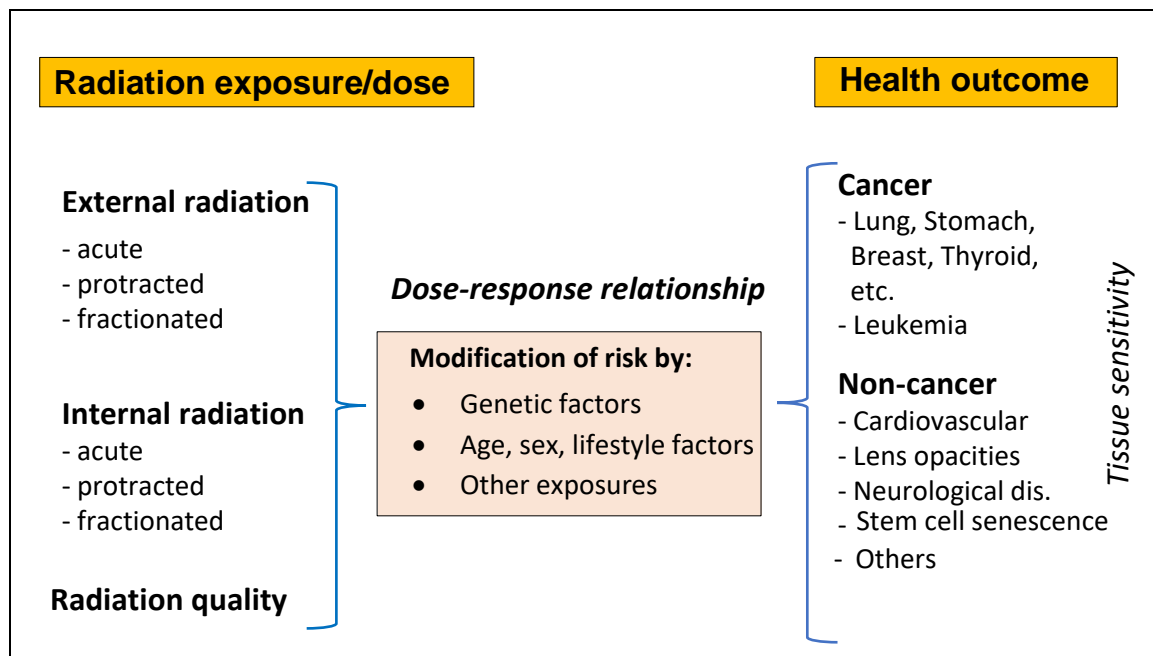 Radiation exposure/dose
External radiation
- acute
- protracted
- fractionated
Internal radiation
- acute
- protracted
- fractionated
Radiation quality
Dose-response relationship
Modification of risk by:
• Genetic factors
• Age, sex, lifestyle factors
• Other exposures
Health outcome
Cancer
- Lung, Stomach,
Breast, Thyroid,
etc.
- Leukemia
Non-cancer
- Cardiovascular
- Lens opacities
- Neurological dis.
- Stem cell senescence
- Others
Tissue sensitivity